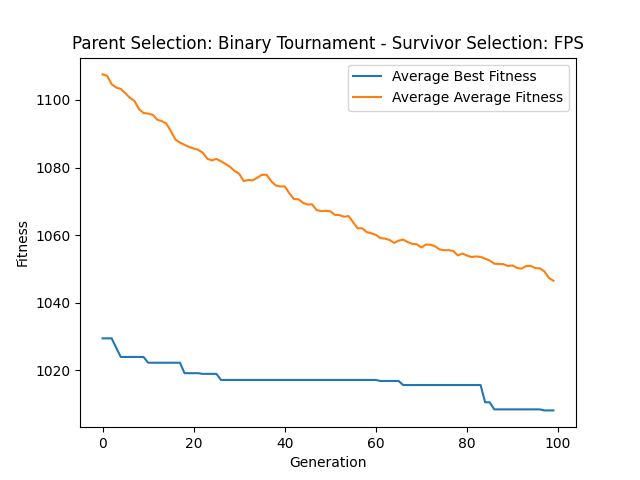 Parent Selection: Binary Tournament - Survivor Selection: FPS
Average Best Fitness
Average Average Fitness
Fitness
1100
1080
1060
1040
1020
0 20 40 60 80 100
Generation